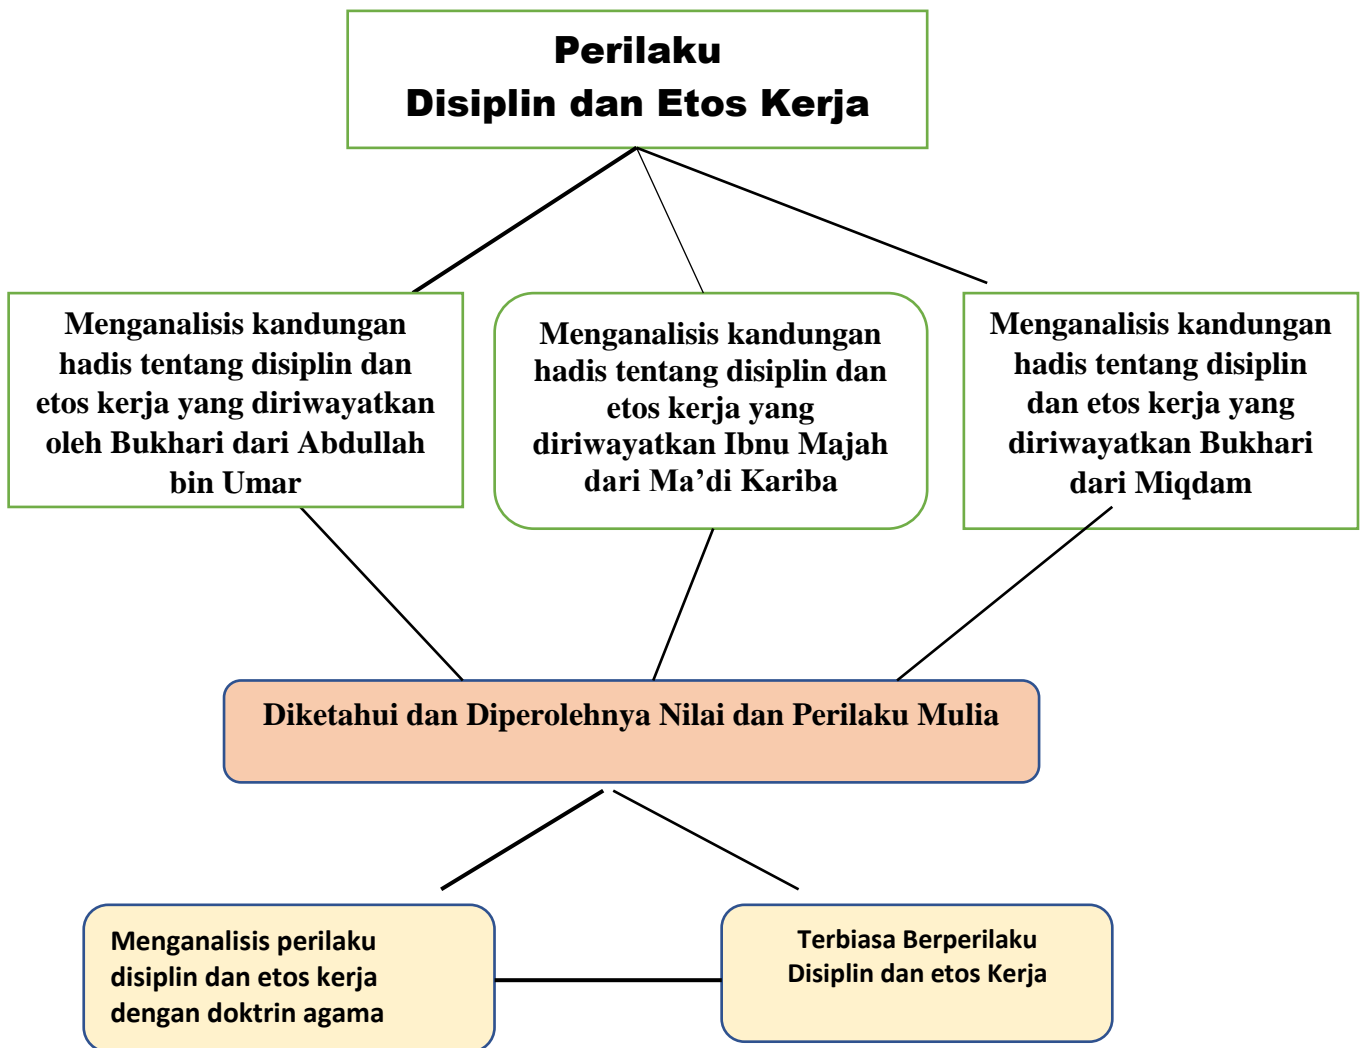 Perilaku
Disiplin dan Etos Kerja
Menganalisis kandungan
hadis tentang disiplin dan
etos kerja yang diriwayatkan
oleh Bukhari dari Abdullah
bin Umar
Menganalisis kandungan
hadis tentang disiplin dan
etos kerja yang
diriwayatkan Ibnu Majah
dari Ma’di Kariba
Menganalisis kandungan
hadis tentang disiplin
dan etos kerja yang
diriwayatkan Bukhari
dari Miqdam
Diketahui dan Diperolehnya Nilai dan Perilaku Mulia
Menganalisis perilaku
disiplin dan etos kerja
dengan doktrin agama
Terbiasa Berperilaku
Disiplin dan etos Kerja